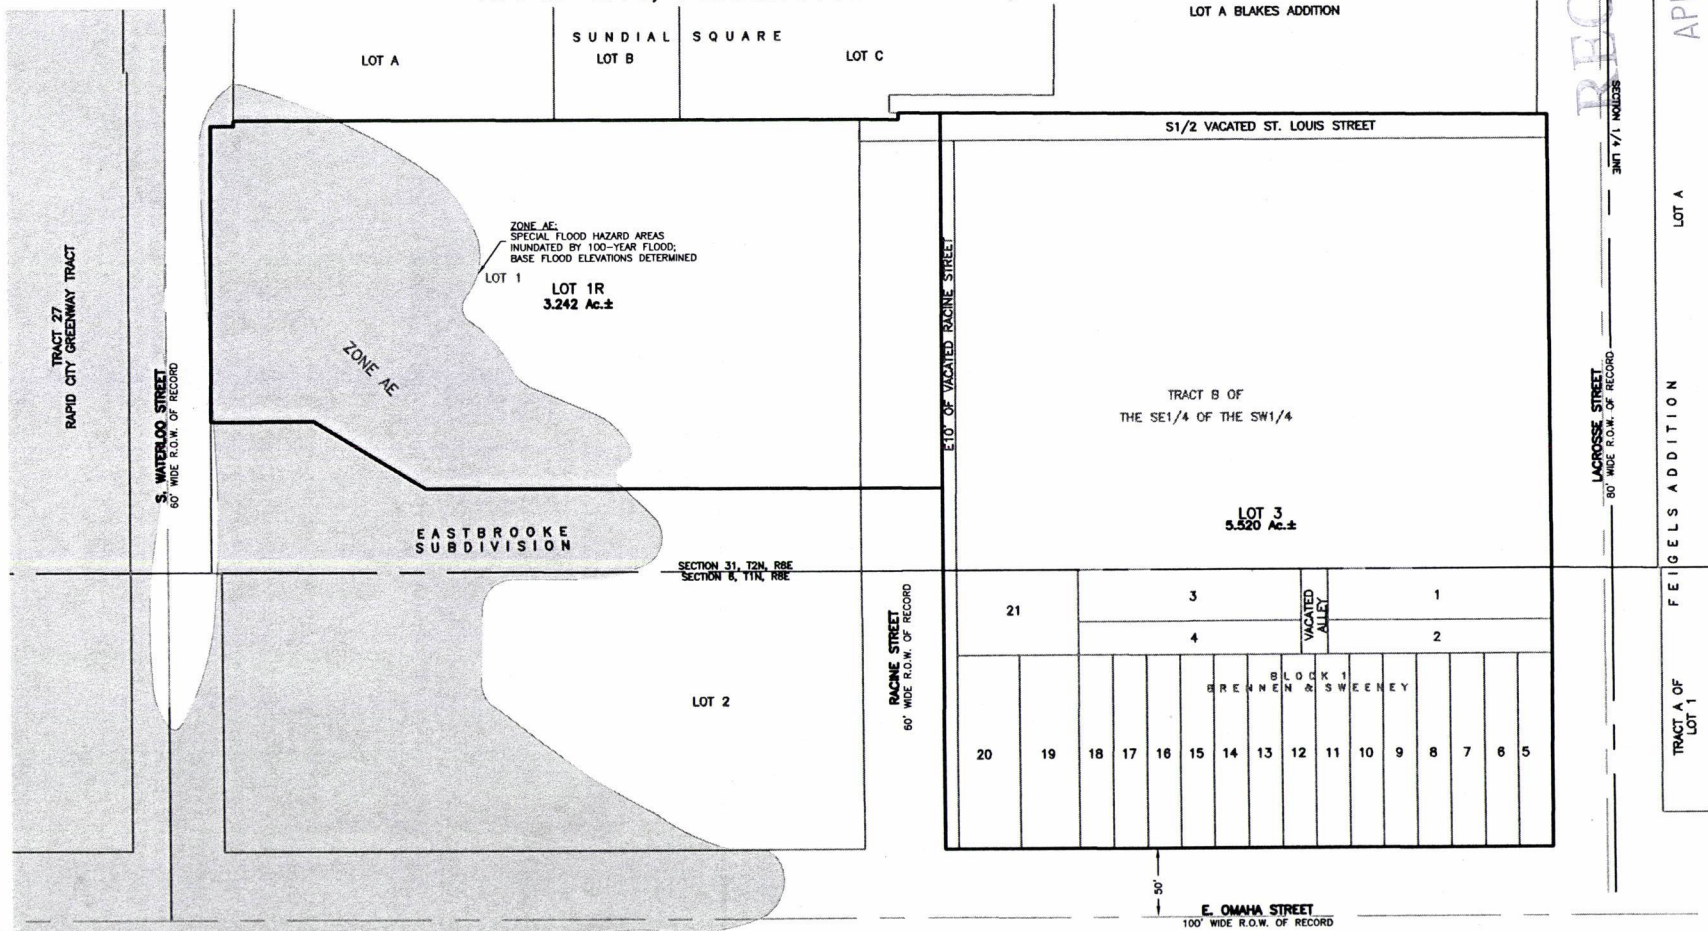 LOT A BLAKES ADDITION
SUNDIAL SQUARE
LOT A
LOT B
LOT C
REC
AP
SECTION 1/4 LINE
S1/2 VACATED ST. LOUIS STREET
LOT A
ZONE AE:
SPECIAL FLOOD HAZARD AREAS
INUNDATED BY 100-YEAR FLOOD;
BASE FLOOD ELEVATIONS DETERMINED
LOT 1
LOT 1R
3.242 Ac.±
TRACT 27
RAPID CITY GREENWAY TRACT
ZONE AE
S. WATERLOO STREET
60' WIDE R.O.W. OF RECORD
E10' OF VACATED RACINE STREET
TRACT B OF
THE SE1/4 OF THE SW1/4
LACROSSE STREET
80' WIDE R.O.W. OF RECORD
FEIGELS ADDITION
LOT 3
5.520 Ac.±
EASTBROOKE
SUBDIVISION
SECTION 31, T2N, R8E
SECTION 6, T1N, R8E
RACINE STREET
60' WIDE R.O.W. OF RECORD
21
3
VACATED
ALLEY
1
4
2
BLOCK 1
BRENNEN & SWEENEY
LOT 2
TRACT A OF
LOT 1
20 19 18 17 16 15 14 13 12 11 10 9 8 7 6 5
50'
E. OMAHA STREET
100' WIDE R.O.W. OF RECORD